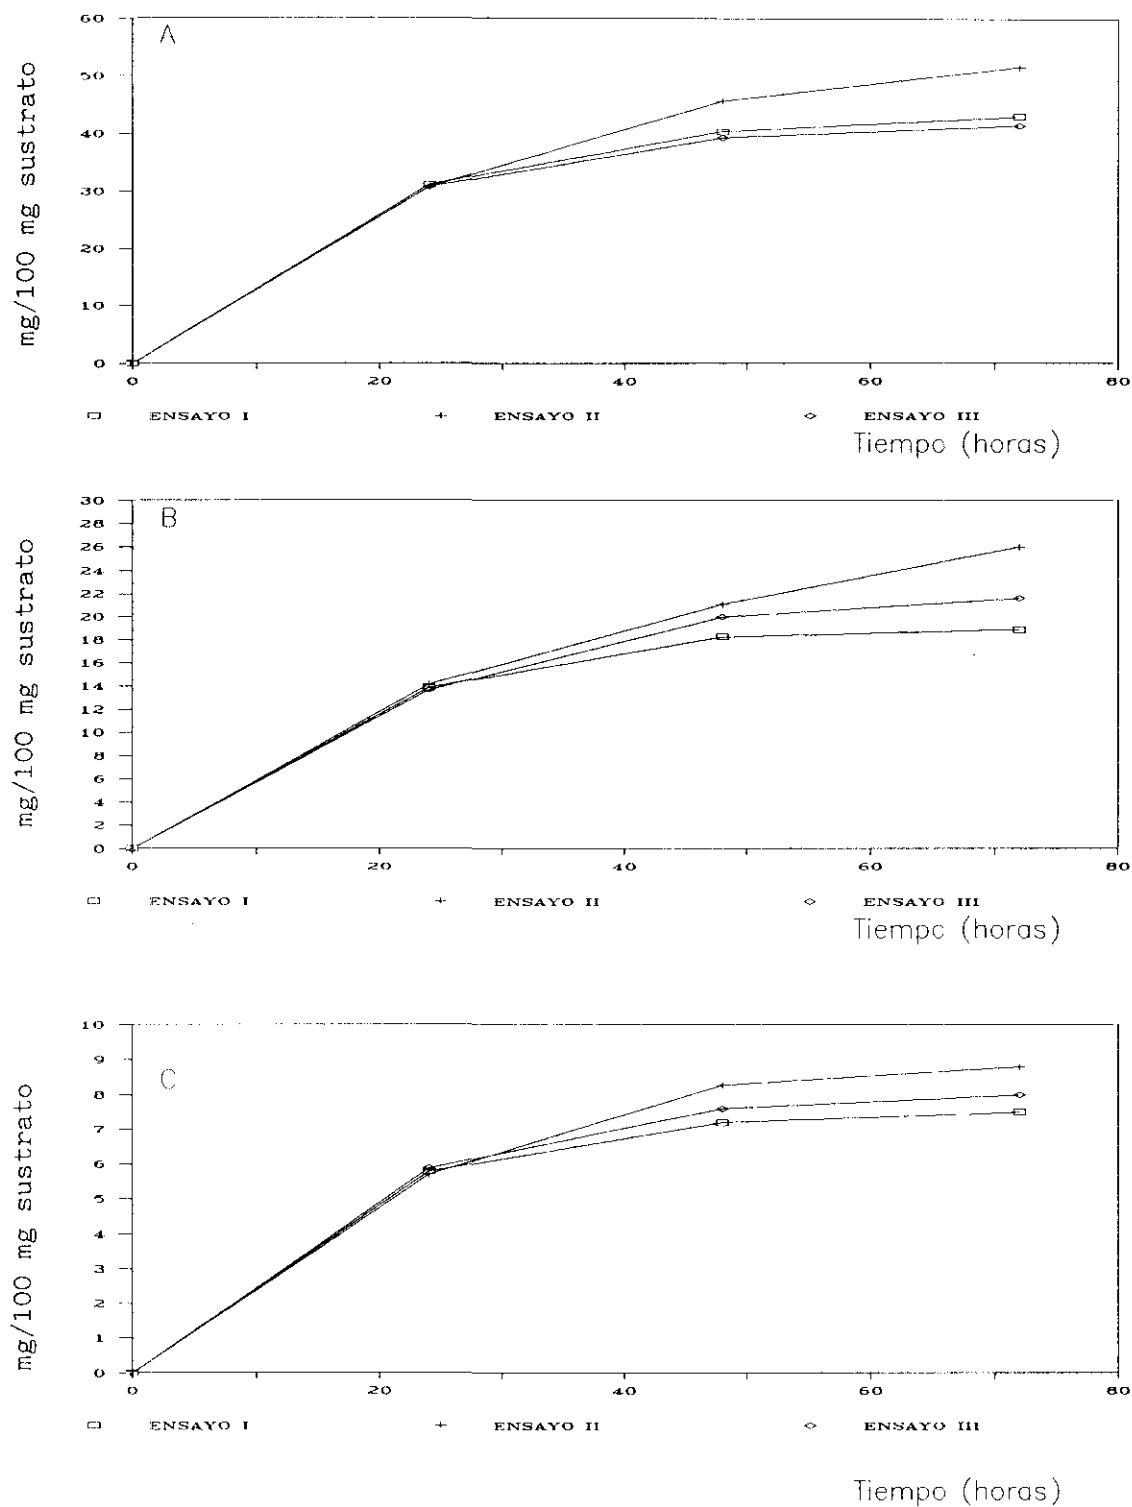 60
A
50
40
30
20
10
0
mg/100 mg sustrato
0 20 40 60 80
ENSAYO I ENSAYO II ENSAYO III
Tiempo (horas)
30
B
28
26
24
22
20
18
16
14
12
10
8
6
4
2
0
mg/100 mg sustrato
0 20 40 60 80
ENSAYO I ENSAYO II ENSAYO III
Tiempo (horas)
10
9
C
8
7
6
5
4
3
2
1
0
mg/100 mg sustrato
0 20 40 60 80
ENSAYO I ENSAYO II ENSAYO III
Tiempo (horas)